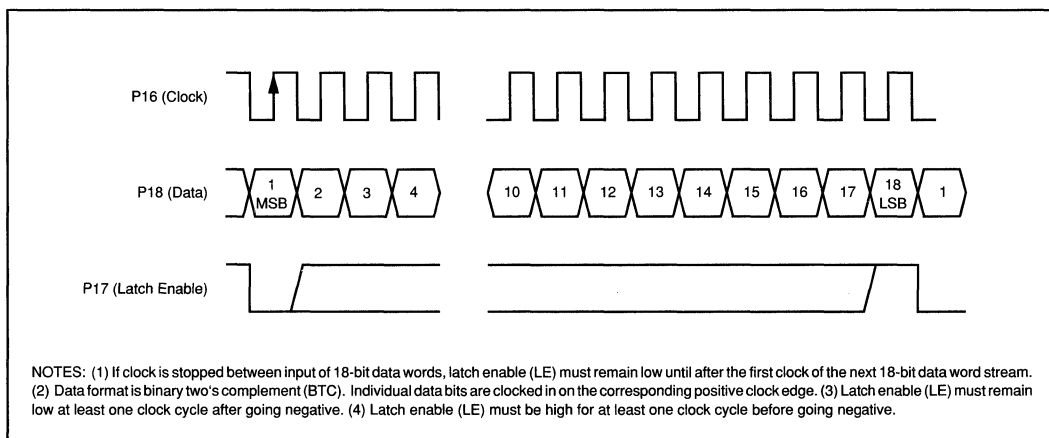 P16 (Clock)
P18 (Data)
1 MSB
2
3
4
10
11
12
13
14
15
16
17
18 LSB
1
P17 (Latch Enable)
NOTES: (1) If clock is stopped between input of 18-bit data words, latch enable (LE) must remain low until after the first clock of the next 18-bit data word stream.
(2) Data format is binary two's complement (BTC). Individual data bits are clocked in on the corresponding positive clock edge. (3) Latch enable (LE) must remain
low at least one clock cycle after going negative. (4) Latch enable (LE) must be high for at least one clock cycle before going negative.